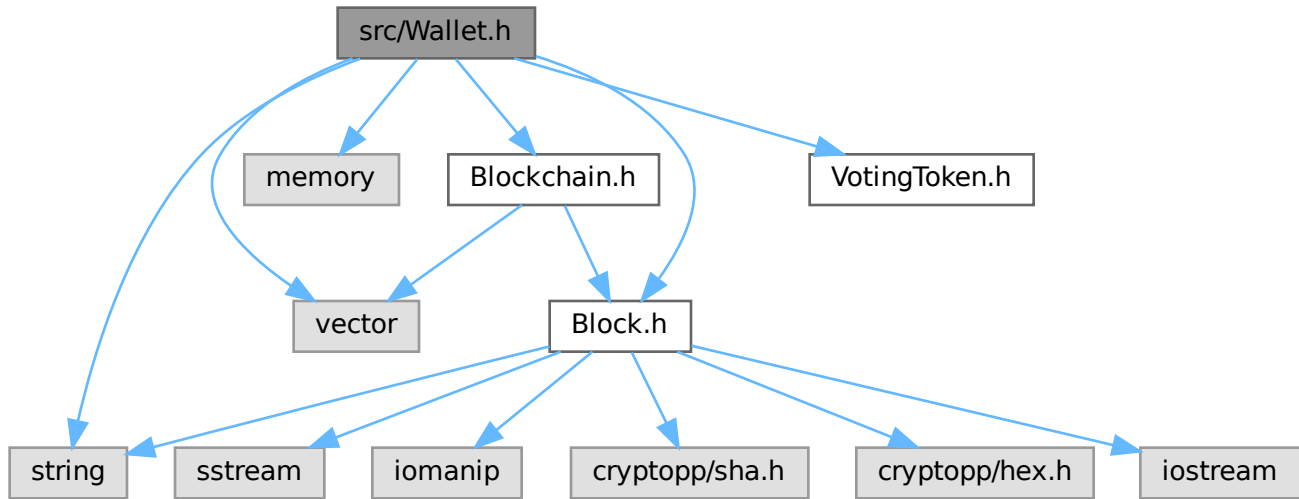 src/Wallet.h
memory
Blockchain.h
VotingToken.h
vector
Block.h
string
sstream
iomanip
cryptopp/sha.h
cryptopp/hex.h
iostream